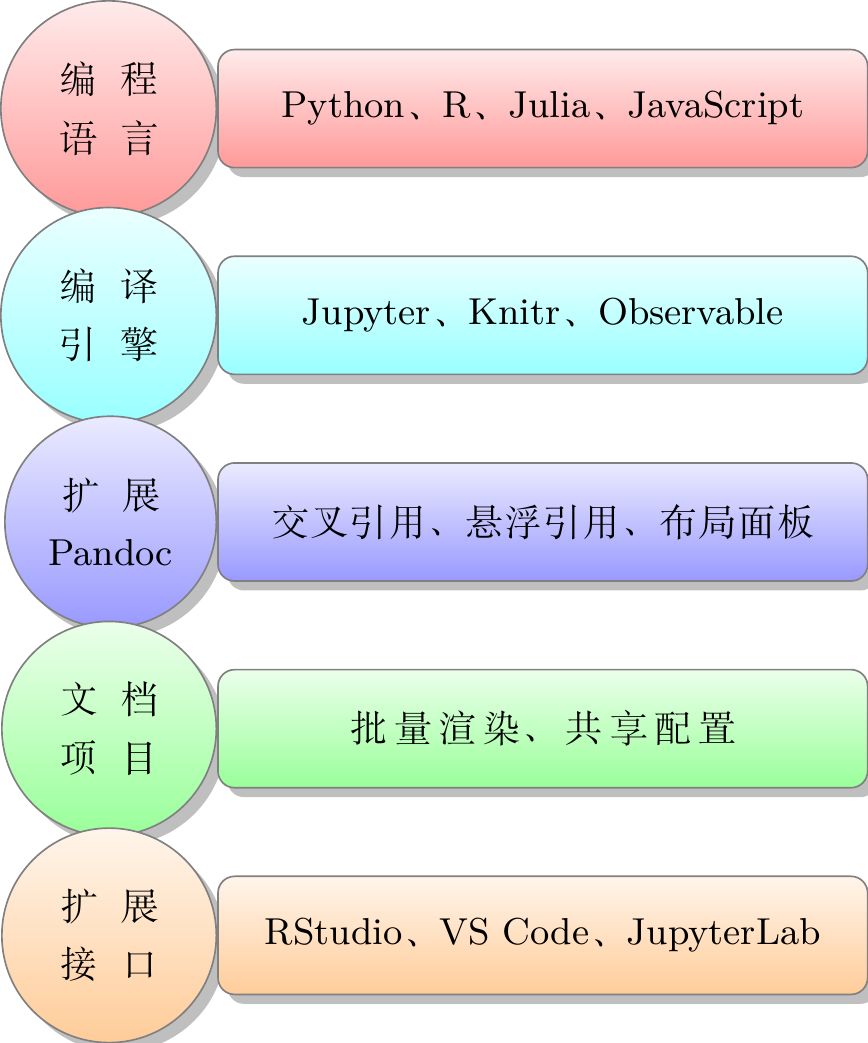 编 程
语 言
Python、R、Julia、JavaScript
编 译
引 擎
Jupyter、Knitr、Observable
扩 展
Pandoc
交叉引用、悬浮引用、布局面板
文 档
项 目
批量渲染、共享配置
扩 展
接 口
RStudio、VS Code、JupyterLab